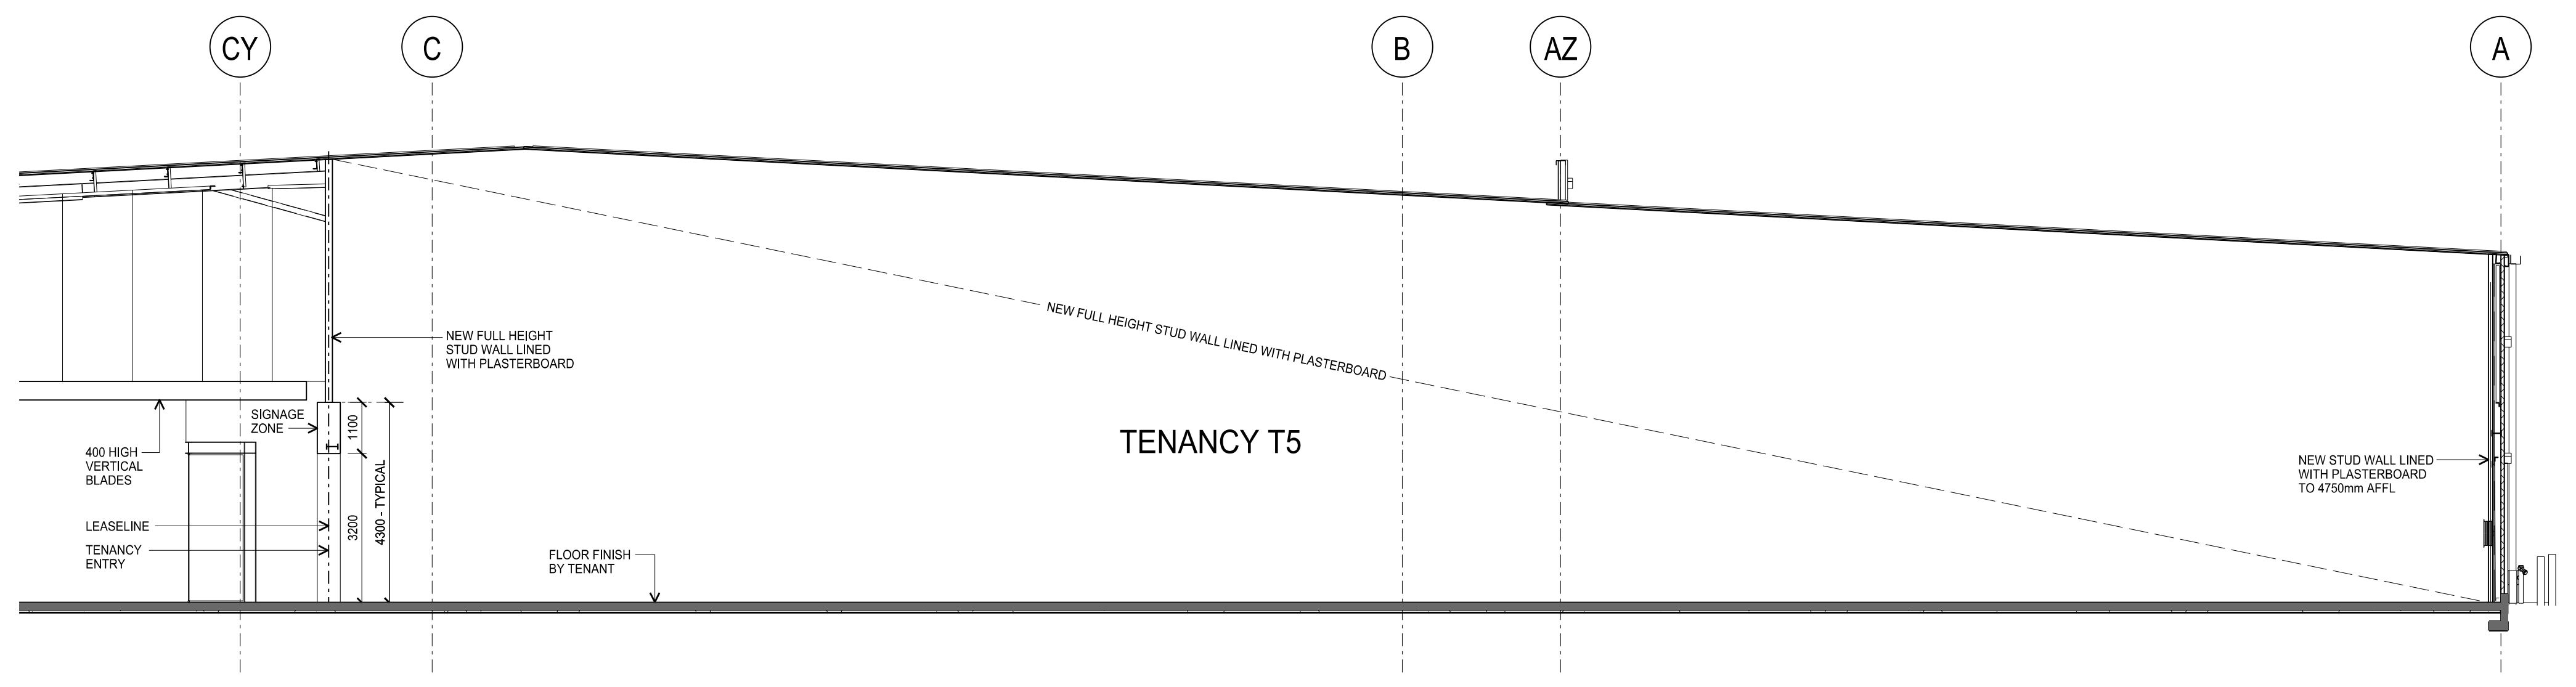 CY
C
B
AZ
A
NEW FULL HEIGHT
STUD WALL LINED
WITH PLASTERBOARD
NEW FULL HEIGHT STUD WALL LINED WITH PLASTERBOARD
SIGNAGE
ZONE
1100
400 HIGH
VERTICAL
BLADES
TENANCY T5
NEW STUD WALL LINED
WITH PLASTERBOARD
TO 4750mm AFFL
4300 - TYPICAL
3200
LEASELINE
TENANCY
ENTRY
FLOOR FINISH
BY TENANT